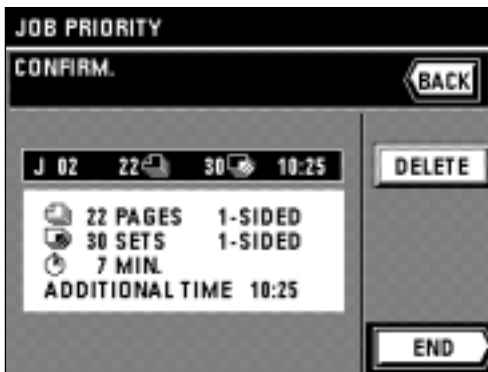 JOB PRIORITY
CONFIRM.
BACK
J 02 22 30 10:25
DELETE
22 PAGES 1-SIDED
30 SETS 1-SIDED
7 MIN.
ADDITIONAL TIME 10:25
END